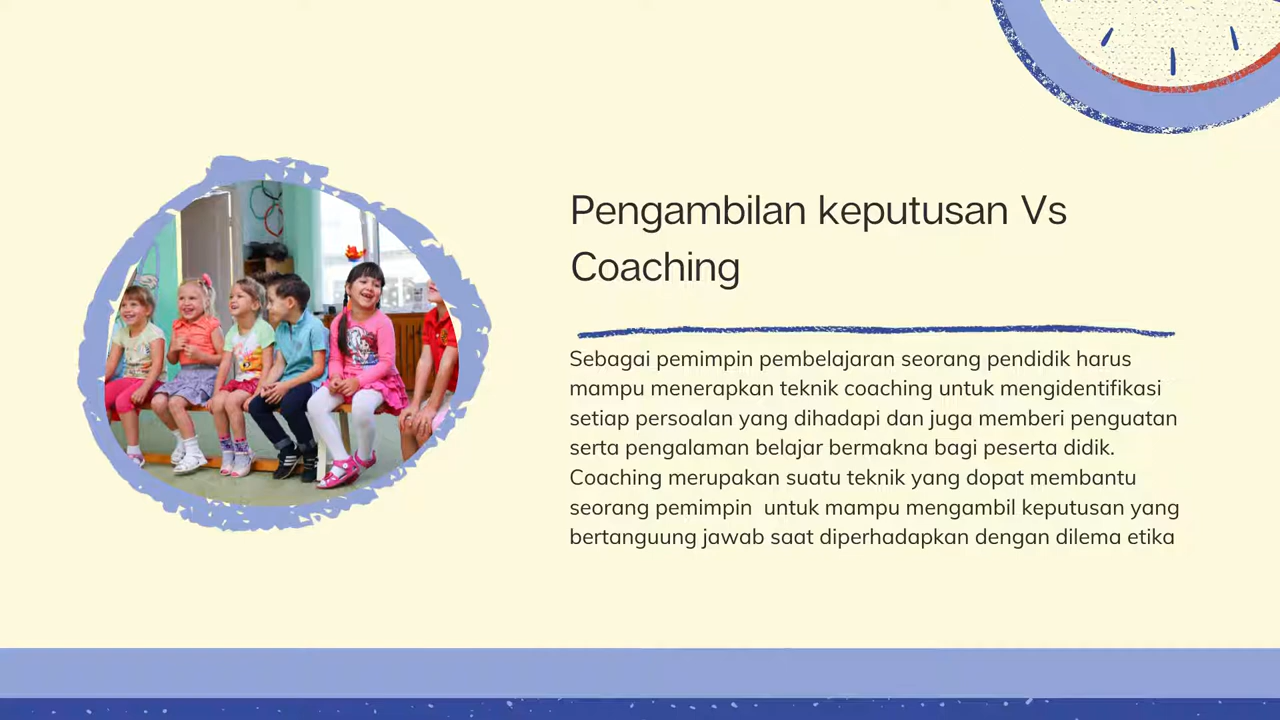 Pengambilan keputusan Vs
Coaching
Sebagai pemimpin pembelajaran seorang pendidik harus
mampu menerapkan teknik coaching untuk mengidentifikasi
setiap persoalan yang dihadapi dan juga memberi penguatan
serta pengalaman belajar bermakna bagi peserta didik.
Coaching merupakan suatu teknik yang dopat membantu
seorang pemimpin  untuk mampu mengambil keputusan yang
bertanguung jawab saat diperhadapkan dengan dilema etika